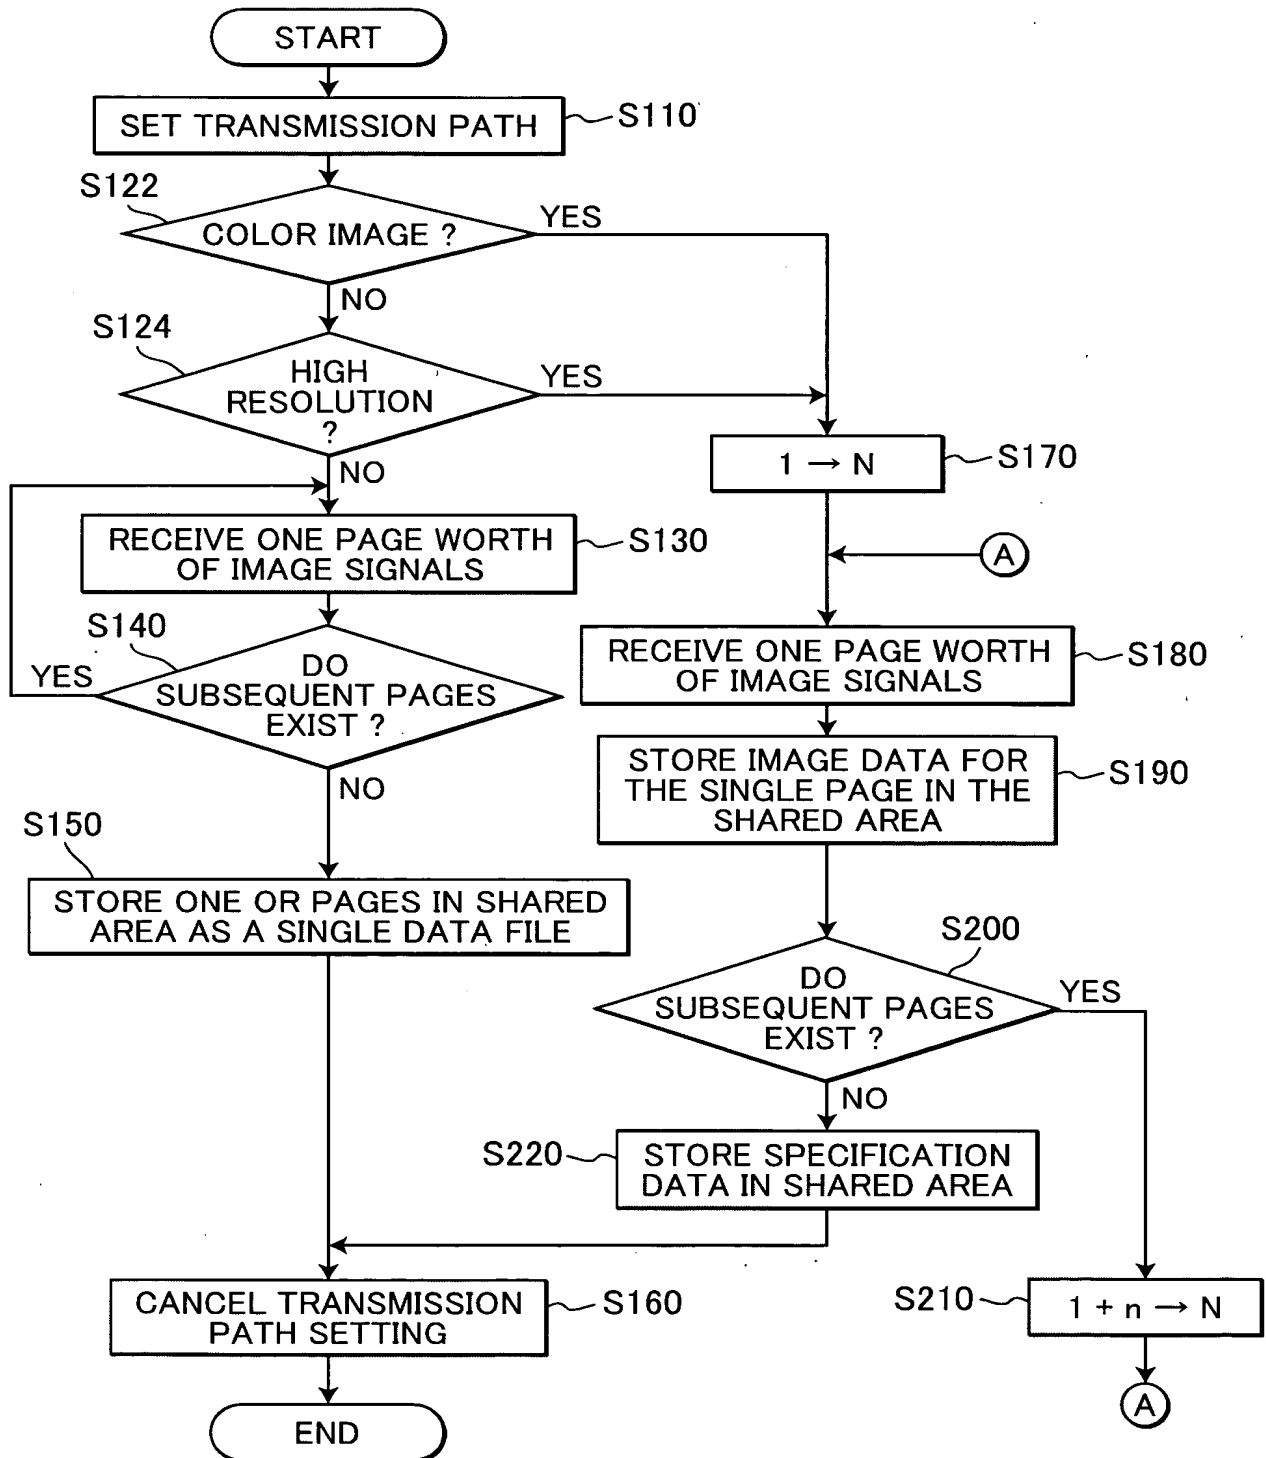 START
SET TRANSMISSION PATH
S110
S122
COLOR IMAGE ?
YES
NO
S124
HIGH
RESOLUTION
?
YES
NO
1 → N
S170
RECEIVE ONE PAGE WORTH
OF IMAGE SIGNALS
S130
A
S140
DO
SUBSEQUENT PAGES
EXIST ?
YES
NO
RECEIVE ONE PAGE WORTH
OF IMAGE SIGNALS
S180
STORE IMAGE DATA FOR
THE SINGLE PAGE IN THE
SHARED AREA
S190
S150
STORE ONE OR PAGES IN SHARED
AREA AS A SINGLE DATA FILE
S200
DO
SUBSEQUENT PAGES
EXIST ?
YES
NO
S220
STORE SPECIFICATION
DATA IN SHARED AREA
CANCEL TRANSMISSION
PATH SETTING
S160
S210
1 + n → N
A
END